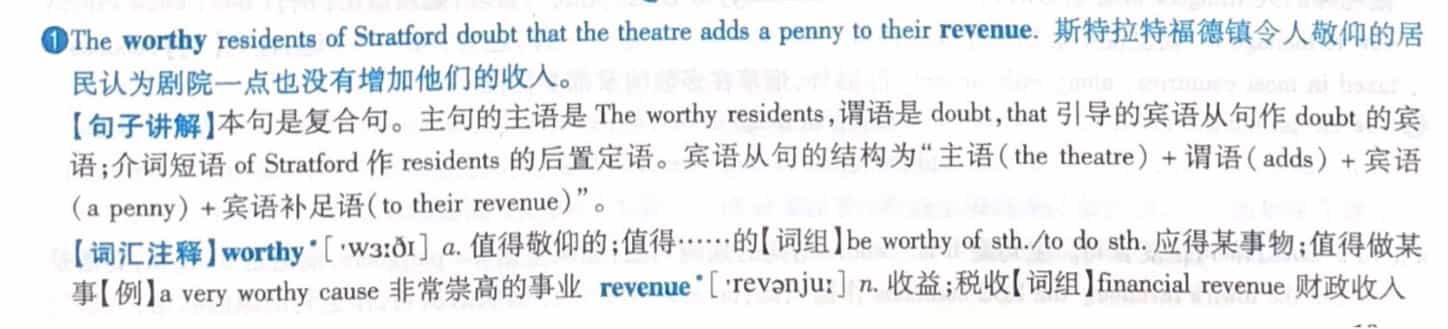 ❶The worthy residents of Stratford doubt that the theatre adds a penny to their revenue. 斯特拉特福德镇令人敬仰的居
民认为剧院一点也没有增加他们的收入。
【句子讲解】本句是复合句。主句的主语是 The worthy residents,谓语是 doubt,that 引导的宾语从句作 doubt 的宾
语;介词短语 of Stratford 作 residents 的后置定语。宾语从句的结构为“主语(the theatre) + 谓语(adds) + 宾语
(a penny) +宾语补足语(to their revenue)”。
【词汇注释】worthy*[ˈwɜːðɪ] a. 值得敬仰的;值得……的【词组】be worthy of sth./to do sth. 应得某事物;值得做某
事【例】a very worthy cause 非常崇高的事业 revenue*[ˈrevənjuː] n. 收益;税收【词组】financial revenue 财政收入